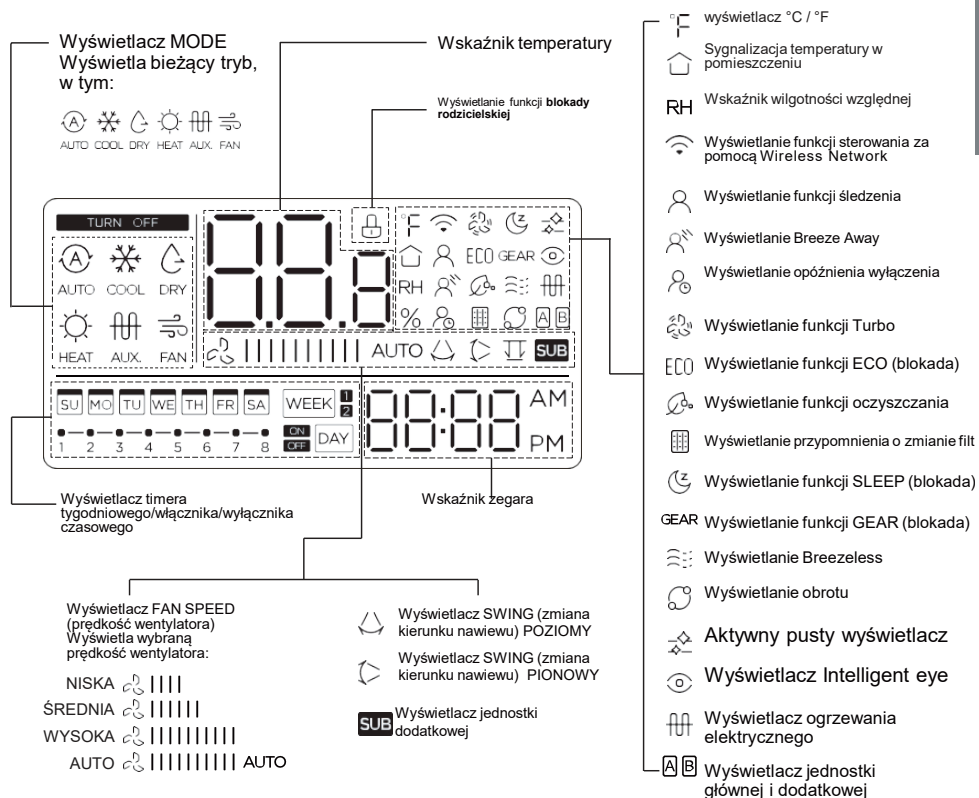 Wyświetlacz MODE
Wyświetla bieżący tryb,
w tym:
AUTO COOL DRY HEAT AUX. FAN
Wskaźnik temperatury
Wyświetlanie funkcji blokady
rodzicielskiej
TURN OFF
AUTO COOL DRY
HEAT AUX. FAN
88.8
°F
ECO GEAR
RH
%
A B
AUTO
SUB
SU MO TU WE TH FR SA WEEK 1 2
1 2 3 4 5 6 7 8
ON OFF DAY
88:88 AM PM
Wyświetlacz timera
tygodniowego/włącznika/wyłącznika
czasowego
Wskaźnik zegara
Wyświetlacz FAN SPEED
(prędkość wentylatora)
Wyświetla wybraną
prędkość wentylatora:
NISKA
ŚREDNIA
WYSOKA
AUTO AUTO
Wyświetlacz SWING (zmiana
kierunku nawiewu) POZIOMY
Wyświetlacz SWING (zmiana
kierunku nawiewu) PIONOWY
SUB Wyświetlacz jednostki
dodatkowej
°F wyświetlacz °C / °F
Sygnalizacja temperatury w
pomieszczeniu
RH Wskaźnik wilgotności względnej
Wyświetlanie funkcji sterowania za
pomocą Wireless Network
Wyświetlanie funkcji śledzenia
Wyświetlanie Breeze Away
Wyświetlanie opóźnienia wyłączenia
Wyświetlanie funkcji Turbo
ECO Wyświetlanie funkcji ECO (blokada)
Wyświetlanie funkcji oczyszczania
Wyświetlanie przypomnienia o zmianie filt
Wyświetlanie funkcji SLEEP (blokada)
GEAR Wyświetlanie funkcji GEAR (blokada)
Wyświetlanie Breezeless
Wyświetlanie obrotu
Aktywny pusty wyświetlacz
Wyświetlacz Intelligent eye
Wyświetlacz ogrzewania
elektrycznego
A B Wyświetlacz jednostki
głównej i dodatkowej